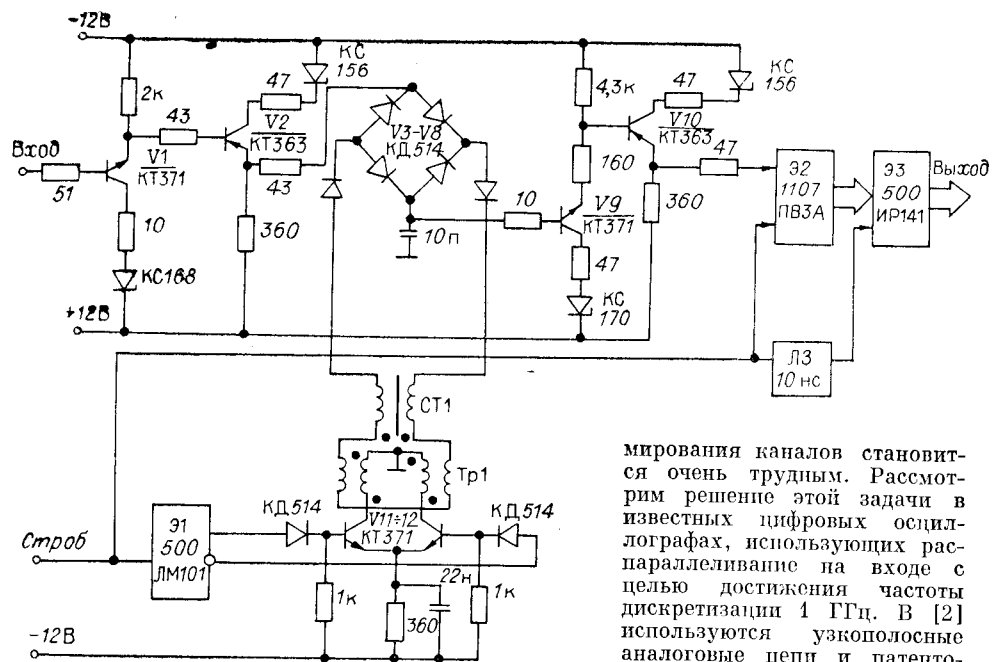 -12В
КС
156
47
2к
43
V2
КТ363
Вход
51
V1
КТ371
43
10
360
КС168
+12В
V3-V8
КД514
10п
10
4,3к
47
КС
156
V10
КТ363
160
47
V9
КТ371
360
47
КС
170
Э2
1107
ПВ3А
Э3
500
ИР141
Выход
ЛЗ
10 нс
СТ1
Тр1
КД514
V11÷12
КТ371
КД514
Строб
Э1
500
ЛМ101
1к
22н
360
1к
-12В
мирования каналов становит-
ся очень трудным. Рассмот-
рим решение этой задачи в
известных цифровых осцил-
лографах, использующих рас-
параллеливание на входе с
целью достижения частоты
дискретизации 1 ГГц. В [2]
используются узкополосные
аналоговые цепи и патенто-